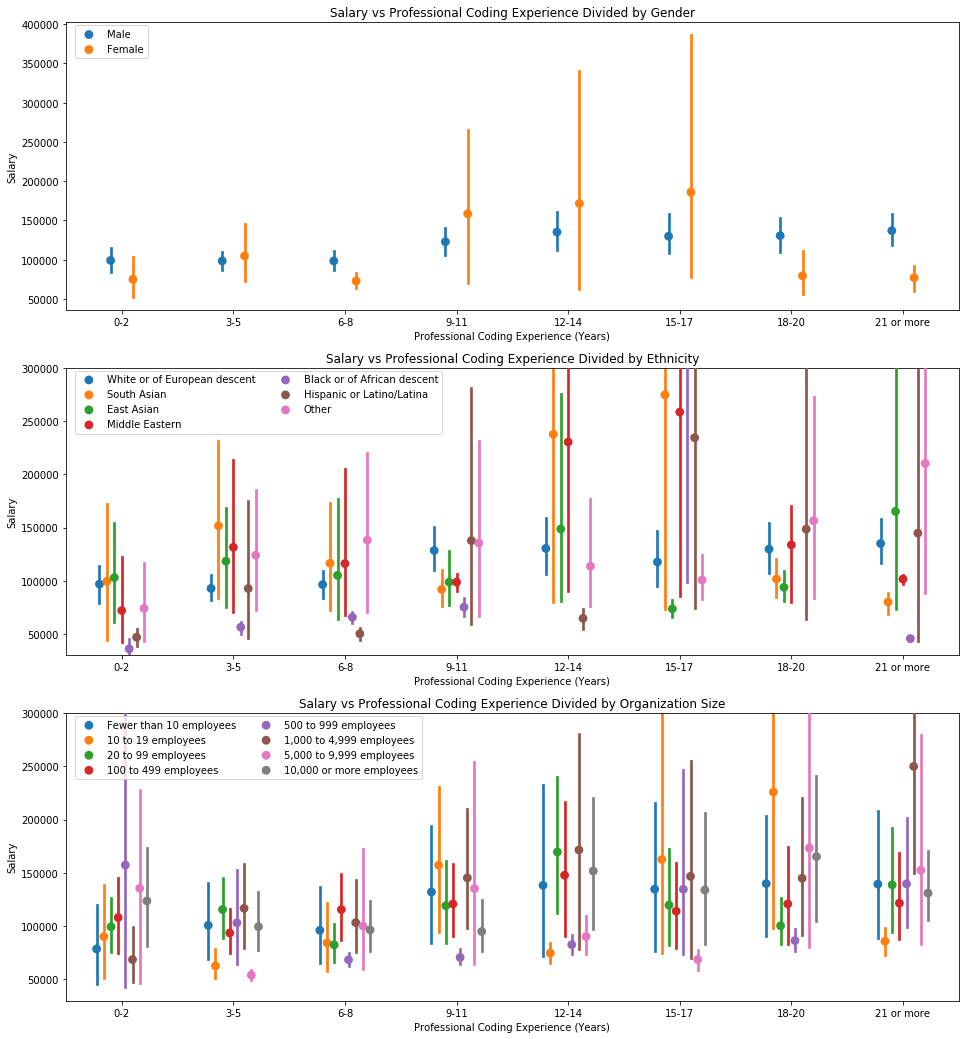 Salary vs Professional Coding Experience Divided by Gender
400000
350000
300000
250000
200000
150000
100000
50000
Salary
Male
Female
0-2 3-5 6-8 9-11 12-14 15-17 18-20 21 or more
Professional Coding Experience (Years)
Salary vs Professional Coding Experience Divided by Ethnicity
300000
250000
200000
150000
100000
50000
Salary
White or of European descent
South Asian
East Asian
Middle Eastern
Black or of African descent
Hispanic or Latino/Latina
Other
0-2 3-5 6-8 9-11 12-14 15-17 18-20 21 or more
Professional Coding Experience (Years)
Salary vs Professional Coding Experience Divided by Organization Size
300000
250000
200000
150000
100000
50000
Salary
Fewer than 10 employees
10 to 19 employees
20 to 99 employees
100 to 499 employees
500 to 999 employees
1,000 to 4,999 employees
5,000 to 9,999 employees
10,000 or more employees
0-2 3-5 6-8 9-11 12-14 15-17 18-20 21 or more
Professional Coding Experience (Years)